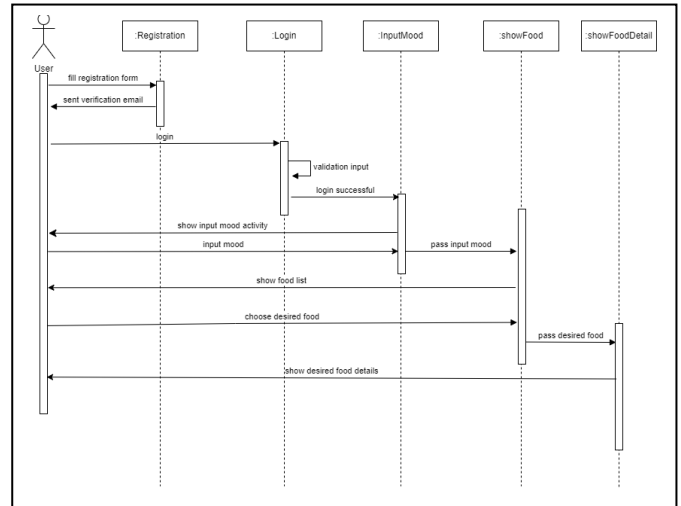 :Registration
:Login
:InputMood
:showFood
:showFoodDetail
User
fill registration form
sent verification email
login
validation input
login successful
show input mood activity
input mood
pass input mood
show food list
choose desired food
pass desired food
show desired food details